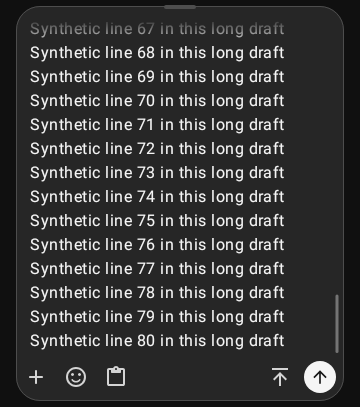 Synthetic line 67 in this long draft
Synthetic line 68 in this long draft
Synthetic line 69 in this long draft
Synthetic line 70 in this long draft
Synthetic line 71 in this long draft
Synthetic line 72 in this long draft
Synthetic line 73 in this long draft
Synthetic line 74 in this long draft
Synthetic line 75 in this long draft
Synthetic line 76 in this long draft
Synthetic line 77 in this long draft
Synthetic line 78 in this long draft
Synthetic line 79 in this long draft
Synthetic line 80 in this long draft